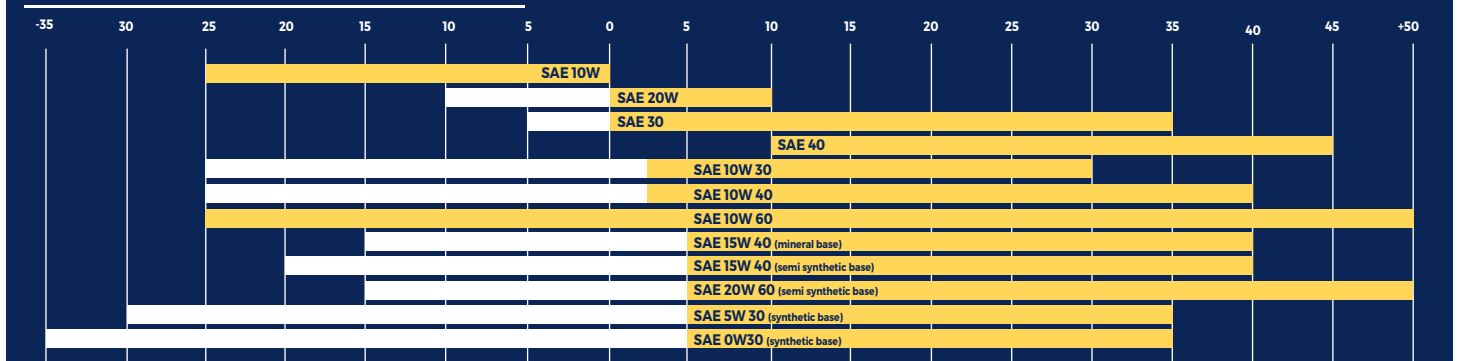 -35 30 25 20 15 10 5 0 5 10 15 20 25 30 35 40 45 +50
SAE 10W
SAE 20W
SAE 30
SAE 40
SAE 10W 30
SAE 10W 40
SAE 10W 60
SAE 15W 40 (mineral base)
SAE 15W 40 (semi synthetic base)
SAE 20W 60 (semi synthetic base)
SAE 5W 30 (synthetic base)
SAE 0W30 (synthetic base)